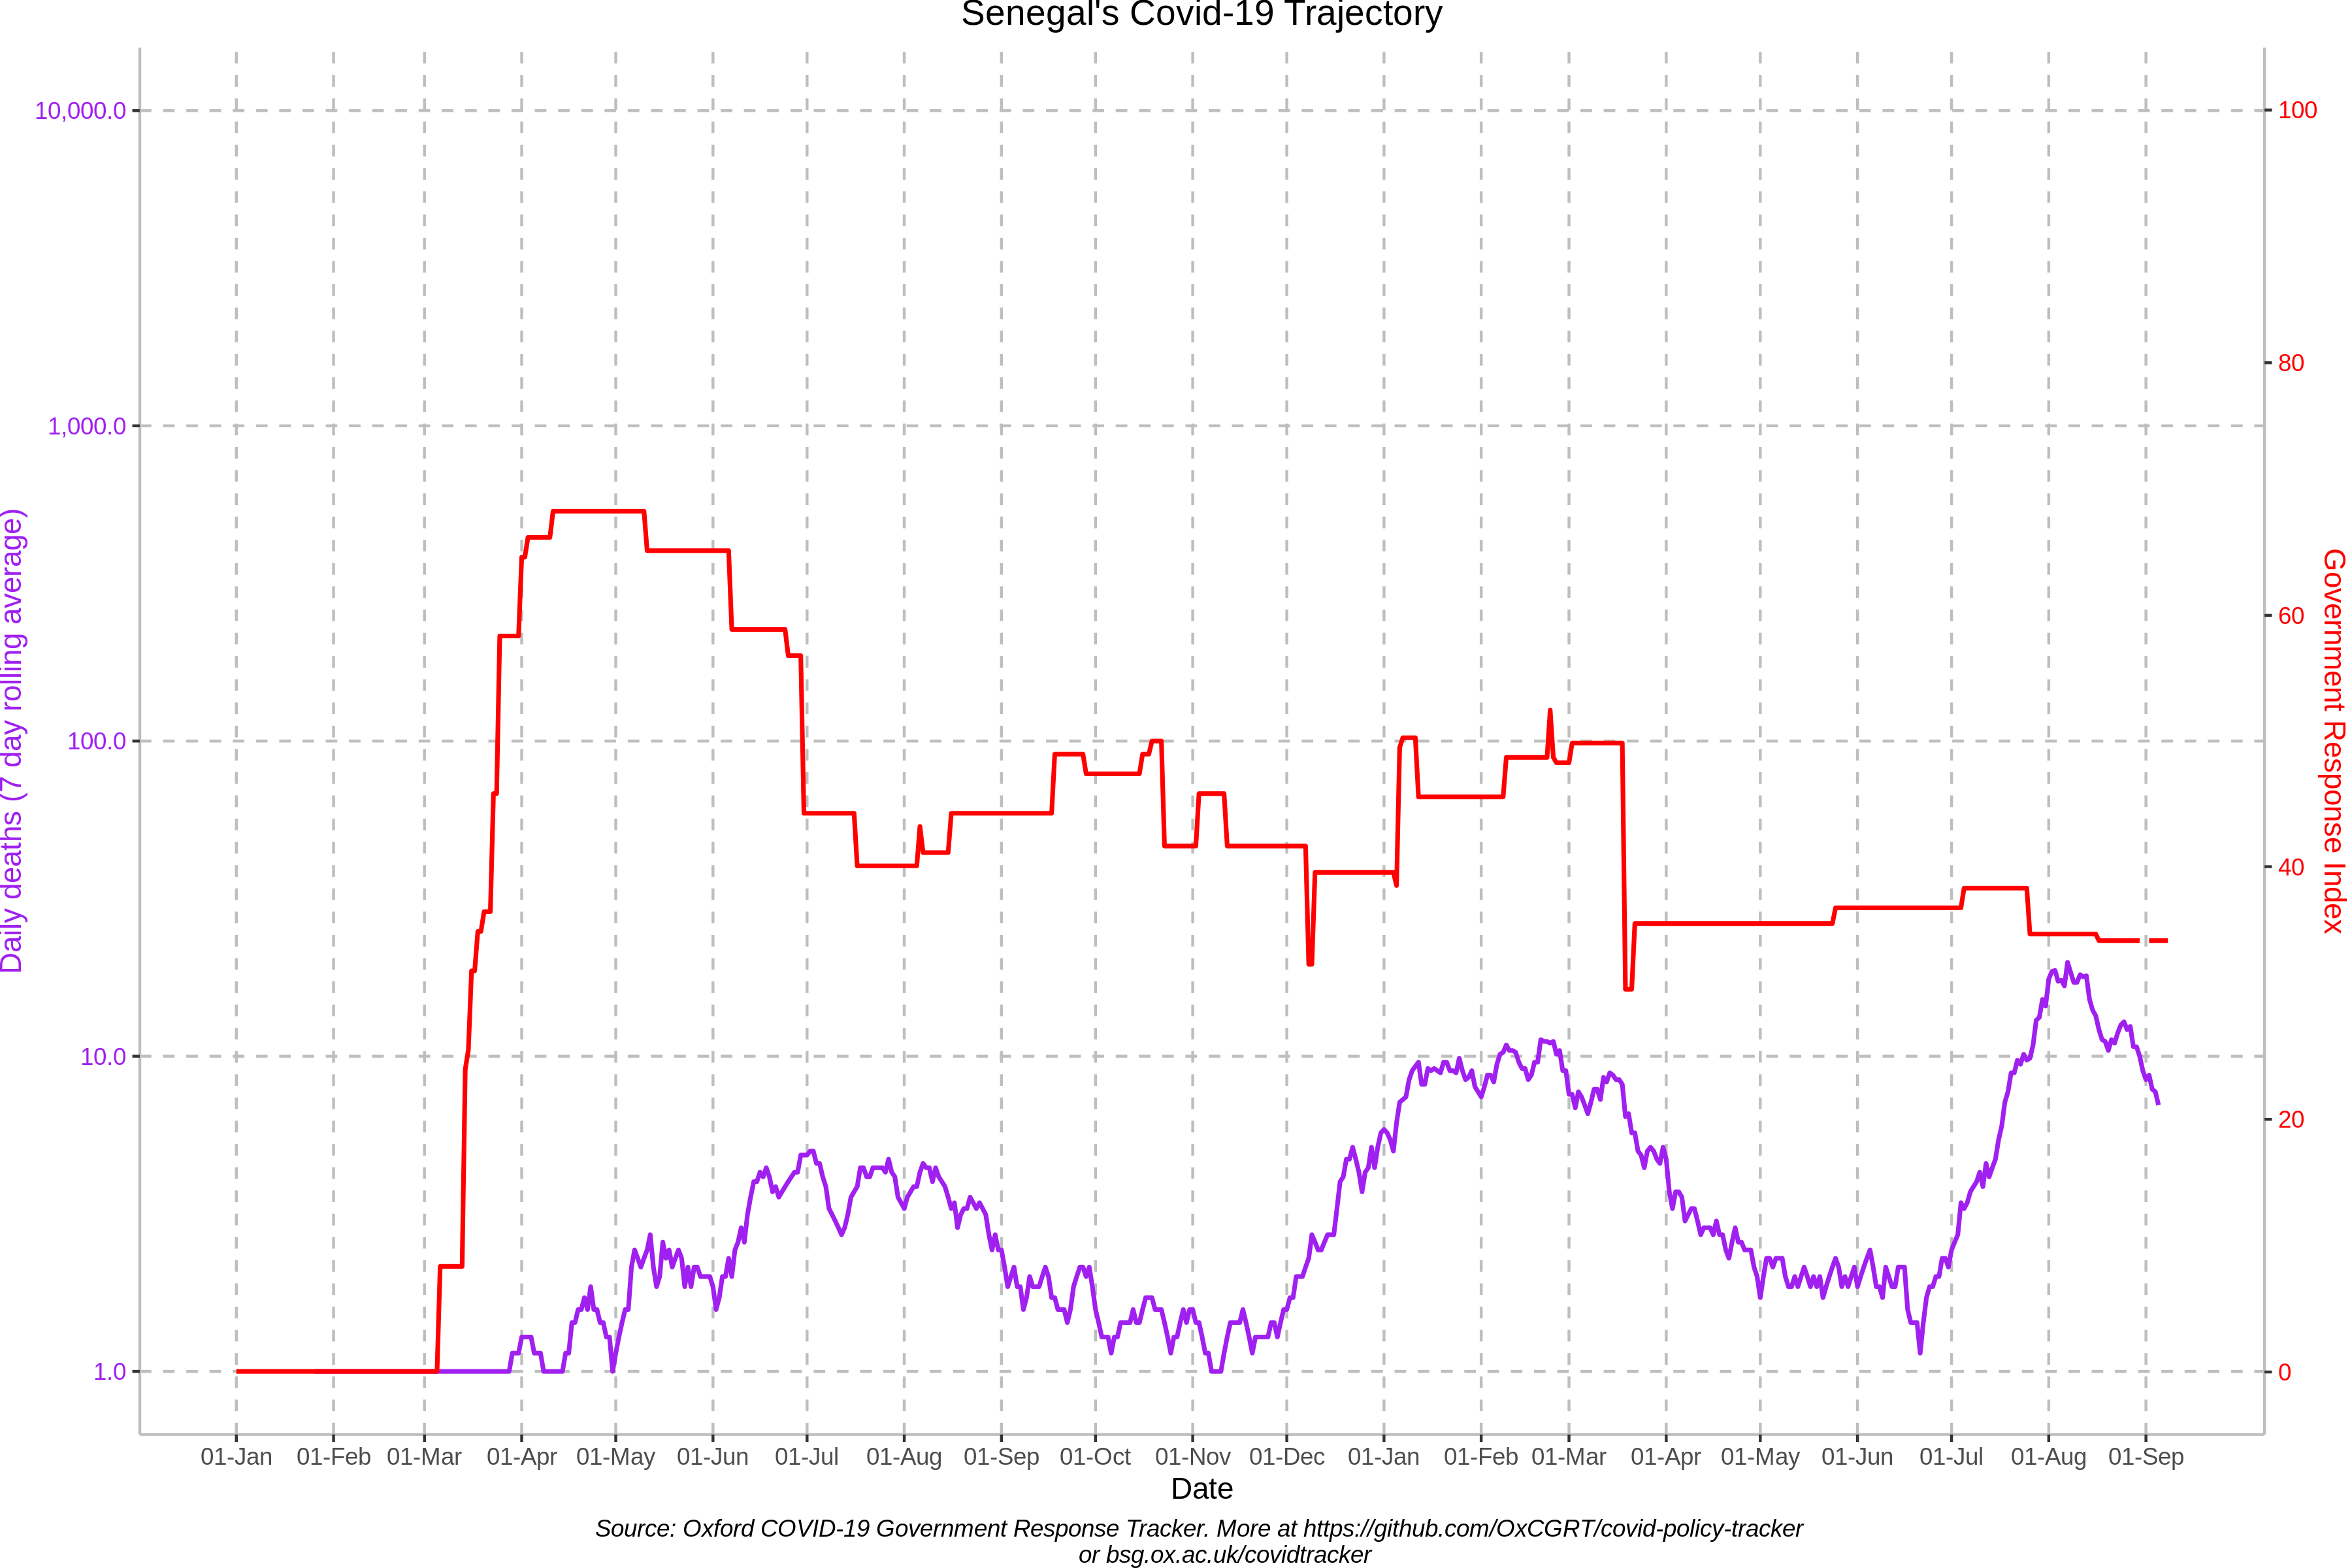 Senegal's Covid-19 Trajectory
10,000.0
1,000.0
100.0
10.0
1.0
Daily deaths (7 day rolling average)
100
80
60
40
20
0
Government Response Index
01-Jan 01-Feb 01-Mar 01-Apr 01-May 01-Jun 01-Jul 01-Aug 01-Sep 01-Oct 01-Nov 01-Dec 01-Jan 01-Feb 01-Mar 01-Apr 01-May 01-Jun 01-Jul 01-Aug 01-Sep
Date
Source: Oxford COVID-19 Government Response Tracker. More at https://github.com/OxCGRT/covid-policy-tracker
or bsg.ox.ac.uk/covidtracker